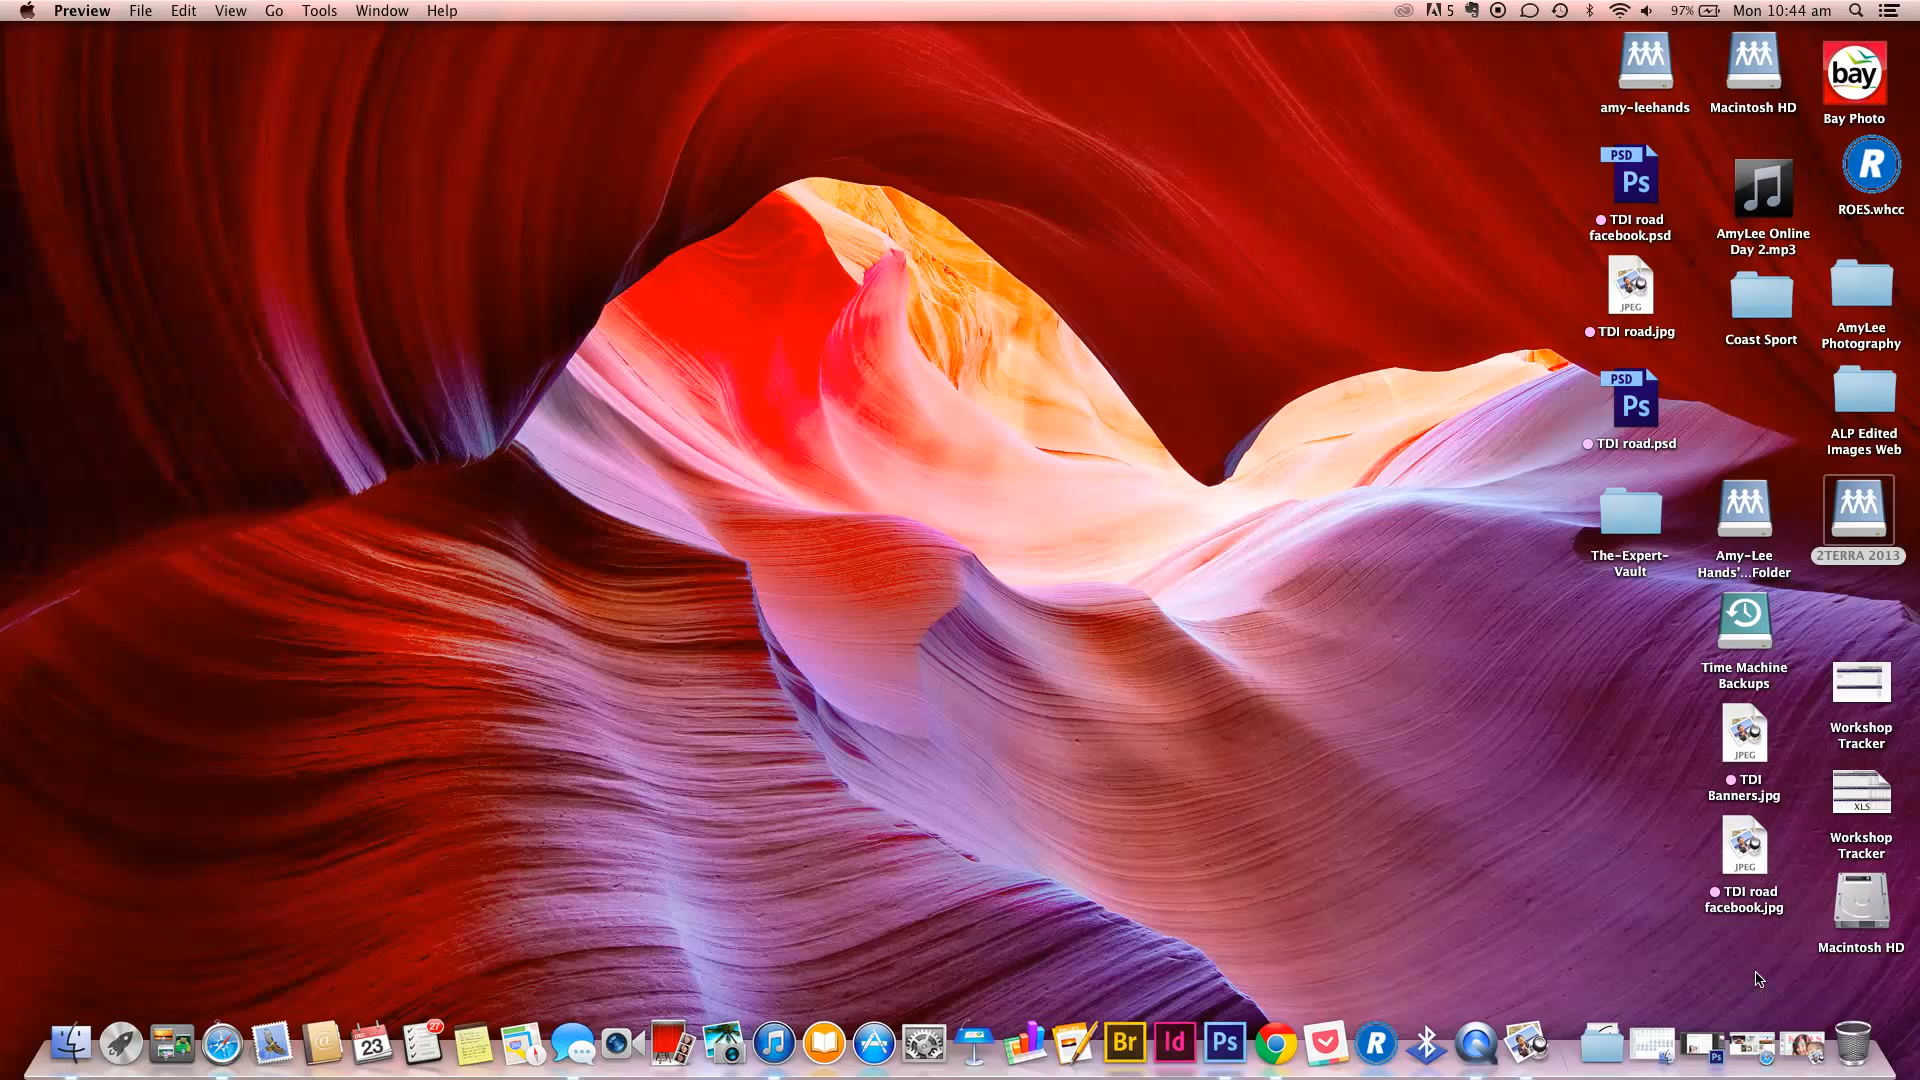 Preview File Edit View Go Tools Window Help
5 97% Mon 10:44 am
amy-leehands
Macintosh HD
bay
Bay Photo
PSD
Ps
TDI road
facebook.psd
AmyLee Online
Day 2.mp3
R
ROES.whcc
JPEG
TDI road.jpg
Coast Sport
AmyLee
Photography
PSD
Ps
TDI road.psd
ALP Edited
Images Web
The-Expert-
Vault
Amy-Lee
Hands'...Folder
2TERRA 2013
Time Machine
Backups
Workshop
Tracker
JPEG
TDI
Banners.jpg
XLS
Workshop
Tracker
JPEG
TDI road
facebook.jpg
Macintosh HD
DEC
23
27
Br
Id
Ps
R
Ps